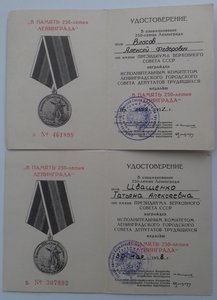 "В ПАМЯТЬ 250-летия
ЛЕНИНГРАДА"
А № 461899
УДОСТОВЕРЕНИЕ
В ознаменование
250-летия Ленинграда
Власов
Алексей Федорович
от имени ПРЕЗИДИУМА ВЕРХОВНОГО
СОВЕТА СССР
награжден
ИСПОЛНИТЕЛЬНЫМ КОМИТЕТОМ
ЛЕНИНГРАДСКОГО ГОРОДСКОГО
СОВЕТА ДЕПУТАТОВ ТРУДЯЩИХСЯ
медалью
"В ПАМЯТЬ 250-летия
ЛЕНИНГРАДА"
"В ПАМЯТЬ 250-летия
ЛЕНИНГРАДА"
Б № 307892
УДОСТОВЕРЕНИЕ
В ознаменование
250-летия Ленинграда
Иващенко
Татьяна Алексеевна
от имени ПРЕЗИДИУМА ВЕРХОВНОГО
СОВЕТА СССР
ИСПОЛНИТЕЛЬНЫМ КОМИТЕТОМ
ЛЕНИНГРАДСКОГО ГОРОДСКОГО
СОВЕТА ДЕПУТАТОВ ТРУДЯЩИХСЯ
медалью
"В ПАМЯТЬ 250-летия
ЛЕНИНГРАДА"